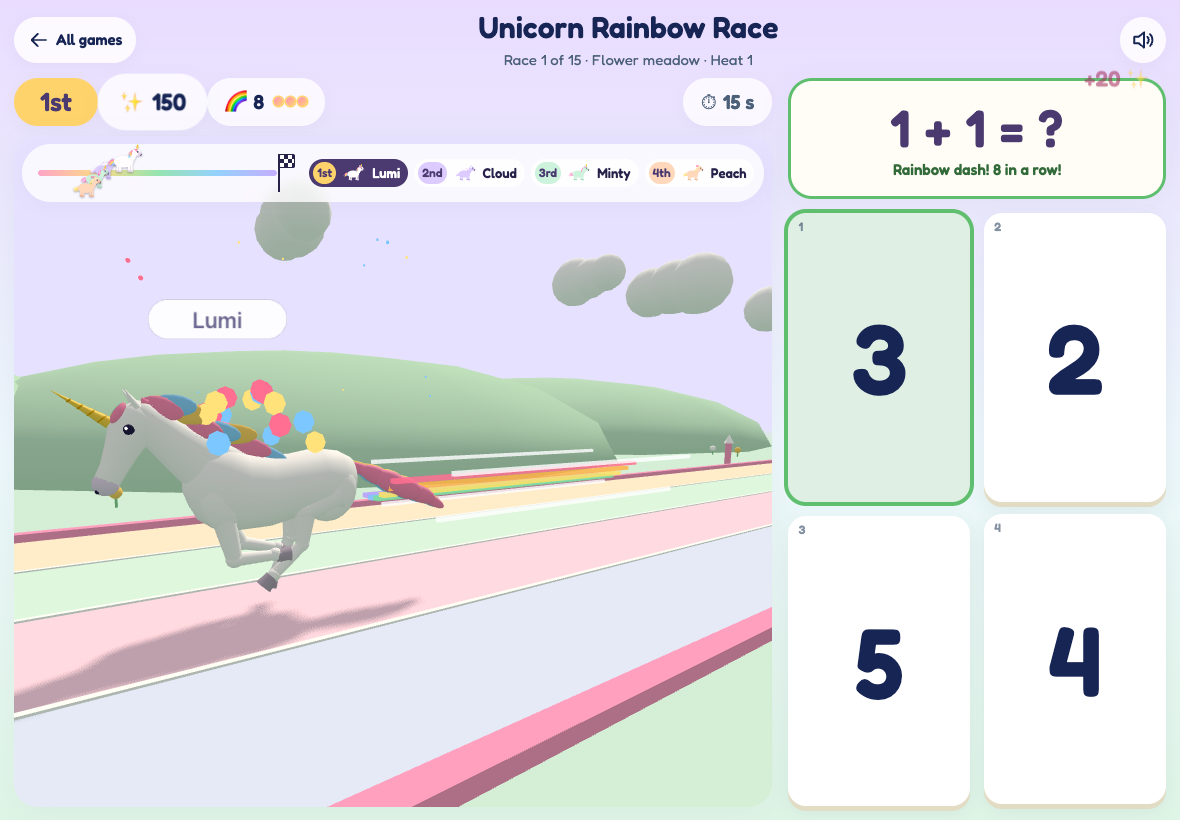 All games
Unicorn Rainbow Race
Race 1 of 15 · Flower meadow · Heat 1
1st
✨ 150
🌈 8
⏱ 15 s
+20 ✨
1st Lumi
2nd Cloud
3rd Minty
4th Peach
Lumi
1 + 1 = ?
Rainbow dash! 8 in a row!
1
3
2
2
3
5
4
4